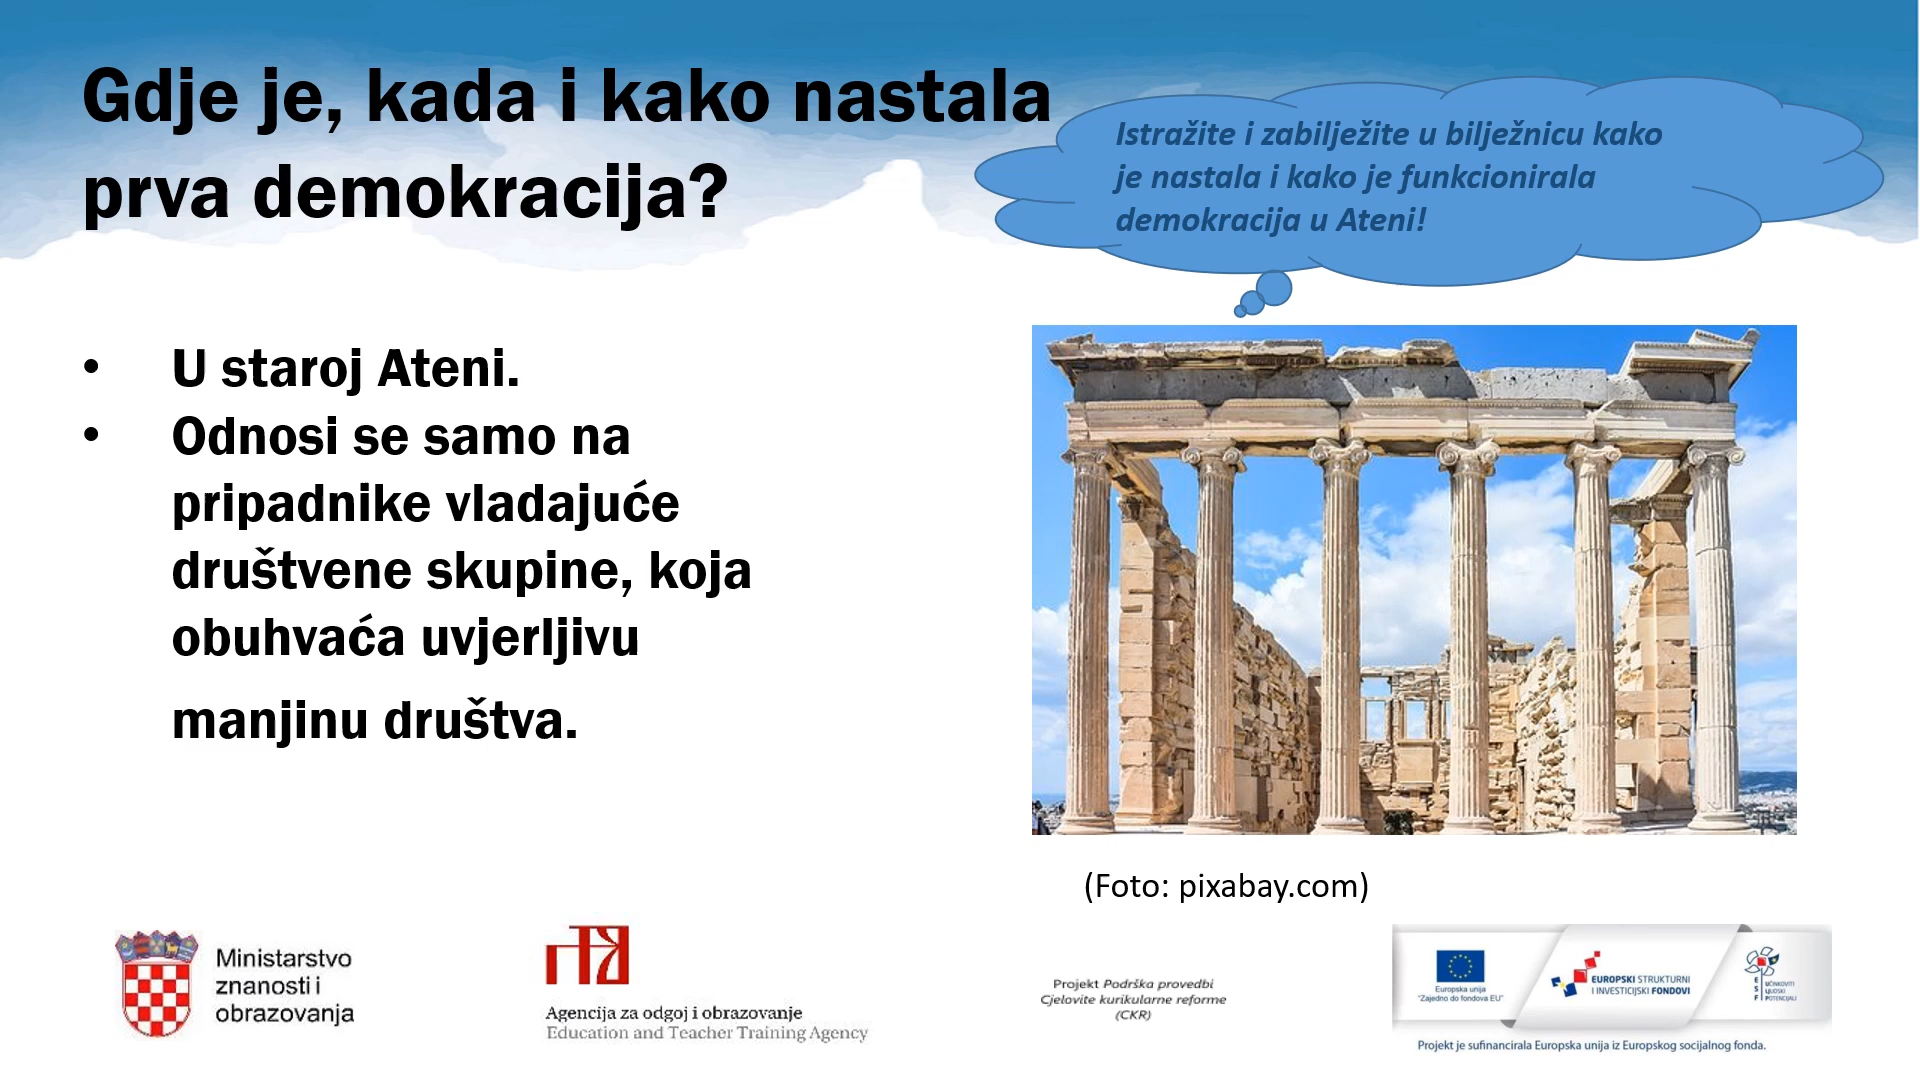 Gdje je, kada i kako nastala
prva demokracija?
Istražite i zabilježite u bilježnicu kako
je nastala i kako je funkcionirala
demokracija u Ateni!
• U staroj Ateni.
• Odnosi se samo na
pripadnike vladajuće
društvene skupine, koja
obuhvaća uvjerljivu
manjinu društva.
(Foto: pixabay.com)
Ministarstvo
znanosti i
obrazovanja
Agencija za odgoj i obrazovanje
Education and Teacher Training Agency
Projekt Podrška provedbi
Cjelovite kurikularne reforme
(CKR)
Europska unija
"Zajedno do fondova EU"
EUROPSKI STRUKTURNI
I INVESTICIJSKI FONDOVI
ESF
UČINKOVITI
LJUDSKI
POTENCIJALI
Projekt je sufinancirala Europska unija iz Europskog socijalnog fonda.